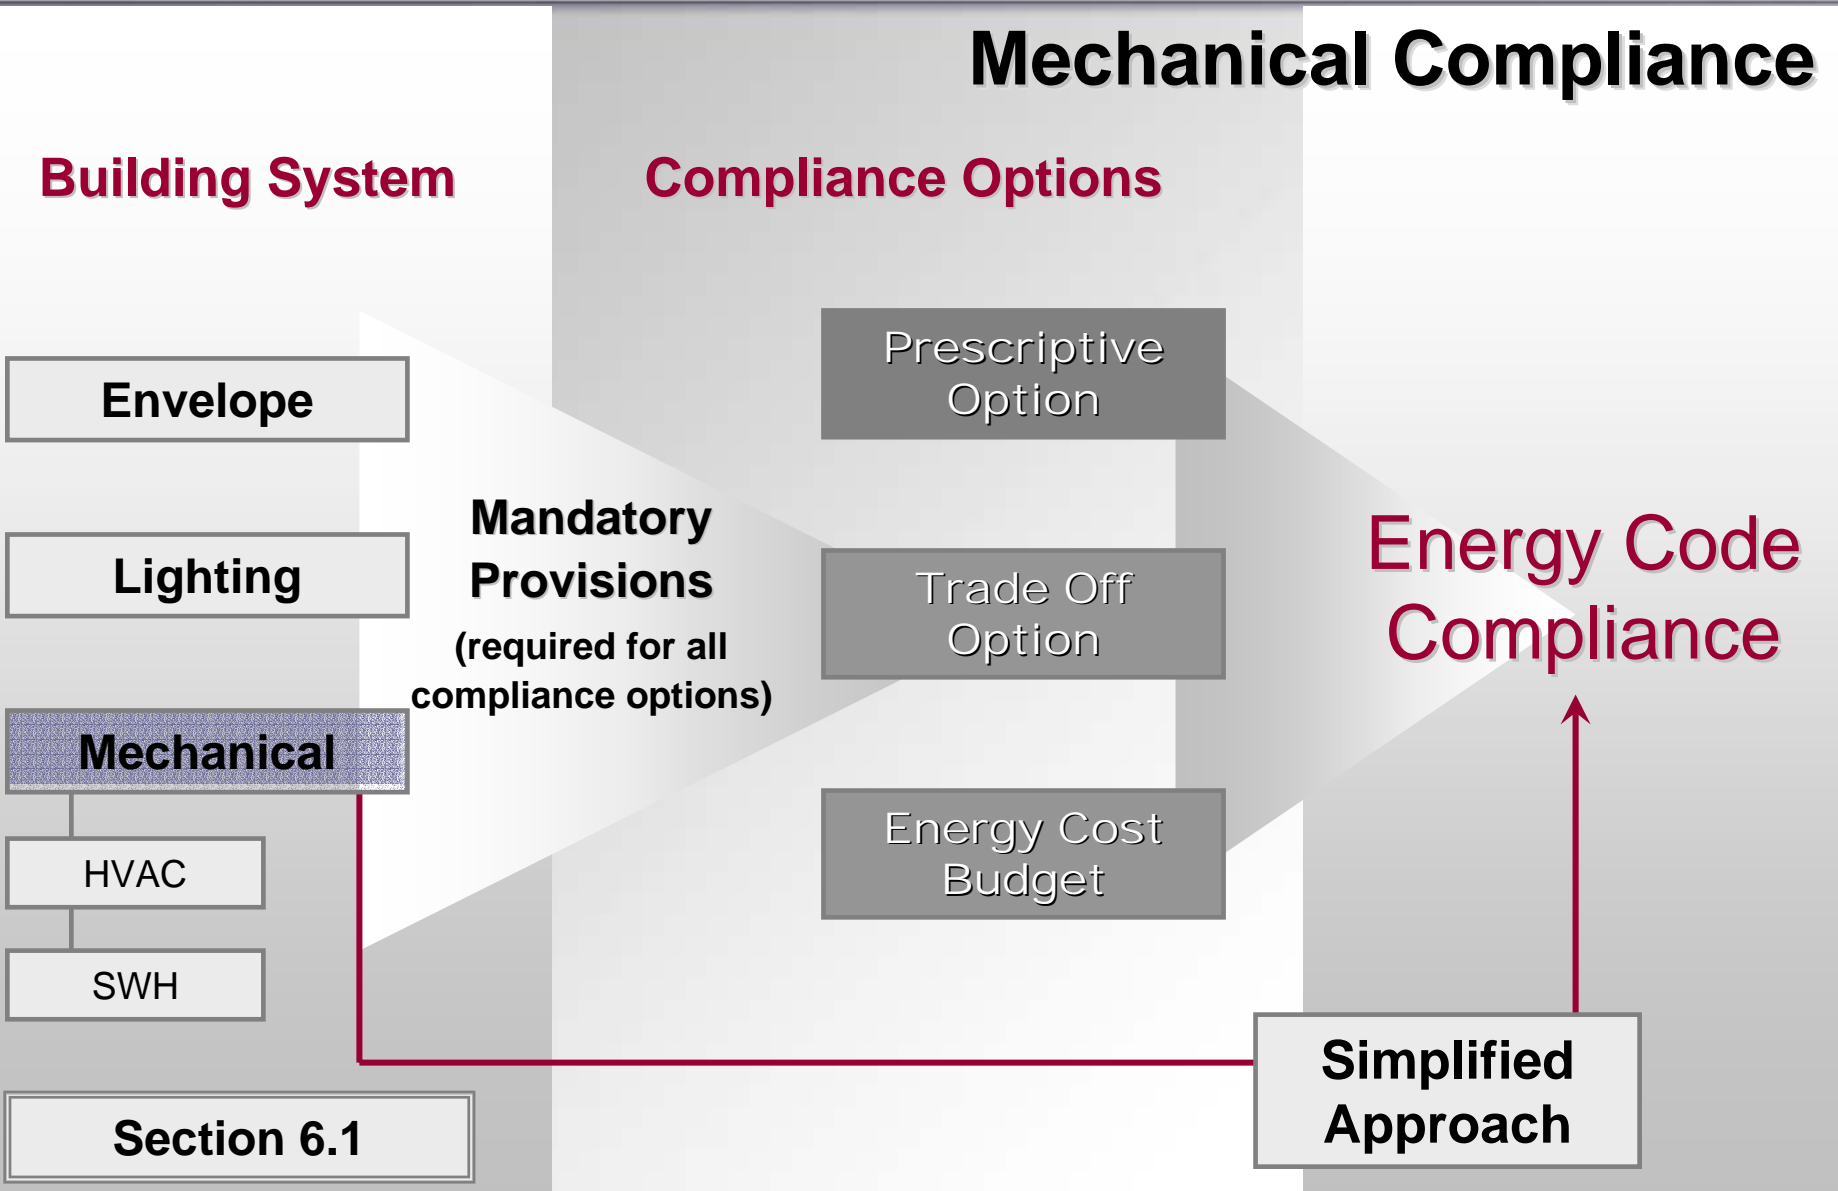 Mechanical Compliance
Building System
Compliance Options
Envelope
Lighting
Mechanical
HVAC
SWH
Section 6.1
Mandatory
Provisions
(required for all
compliance options)
Prescriptive
Option
Trade Off
Option
Energy Cost
Budget
Energy Code
Compliance
Simplified
Approach